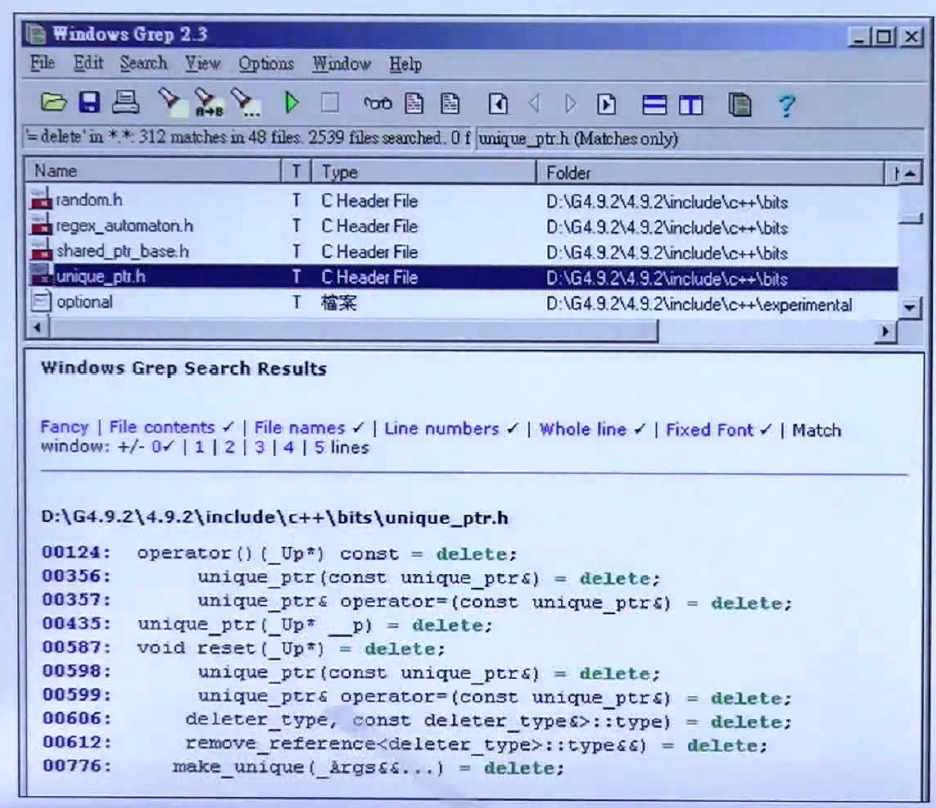 Windows Grep 2.3
File Edit Search View Options Window Help
A→B
'= delete' in *.*: 312 matches in 48 files. 2539 files searched. 0 f unique_ptr.h (Matches only)
Name T Type Folder
random.h T C Header File D:\G4.9.2\4.9.2\include\c++\bits
regex_automaton.h T C Header File D:\G4.9.2\4.9.2\include\c++\bits
shared_ptr_base.h T C Header File D:\G4.9.2\4.9.2\include\c++\bits
unique_ptr.h T C Header File D:\G4.9.2\4.9.2\include\c++\bits
optional T 檔案 D:\G4.9.2\4.9.2\include\c++\experimental
Windows Grep Search Results
Fancy | File contents ✓ | File names ✓ | Line numbers ✓ | Whole line ✓ | Fixed Font ✓ | Match
window: +/- 0✓ | 1 | 2 | 3 | 4 | 5 lines
D:\G4.9.2\4.9.2\include\c++\bits\unique_ptr.h
00124: operator()(_Up*) const = delete;
00356: unique_ptr(const unique_ptr&) = delete;
00357: unique_ptr& operator=(const unique_ptr&) = delete;
00435: unique_ptr(_Up* __p) = delete;
00587: void reset(_Up*) = delete;
00598: unique_ptr(const unique_ptr&) = delete;
00599: unique_ptr& operator=(const unique_ptr&) = delete;
00606: deleter_type, const deleter_type&>::type) = delete;
00612: remove_reference<deleter_type>::type&&) = delete;
00776: make_unique(_Args&&...) = delete;